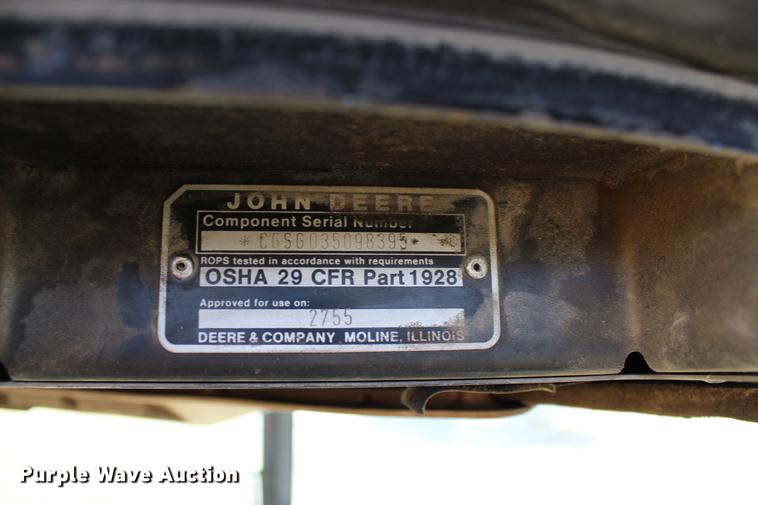 JOHN DEERE
Component Serial Number
ROPS tested in accordance with requirements
OSHA 29 CFR Part 1928
Approved for use on:
2755
DEERE & COMPANY MOLINE, ILLINOIS
Purple Wave Auction